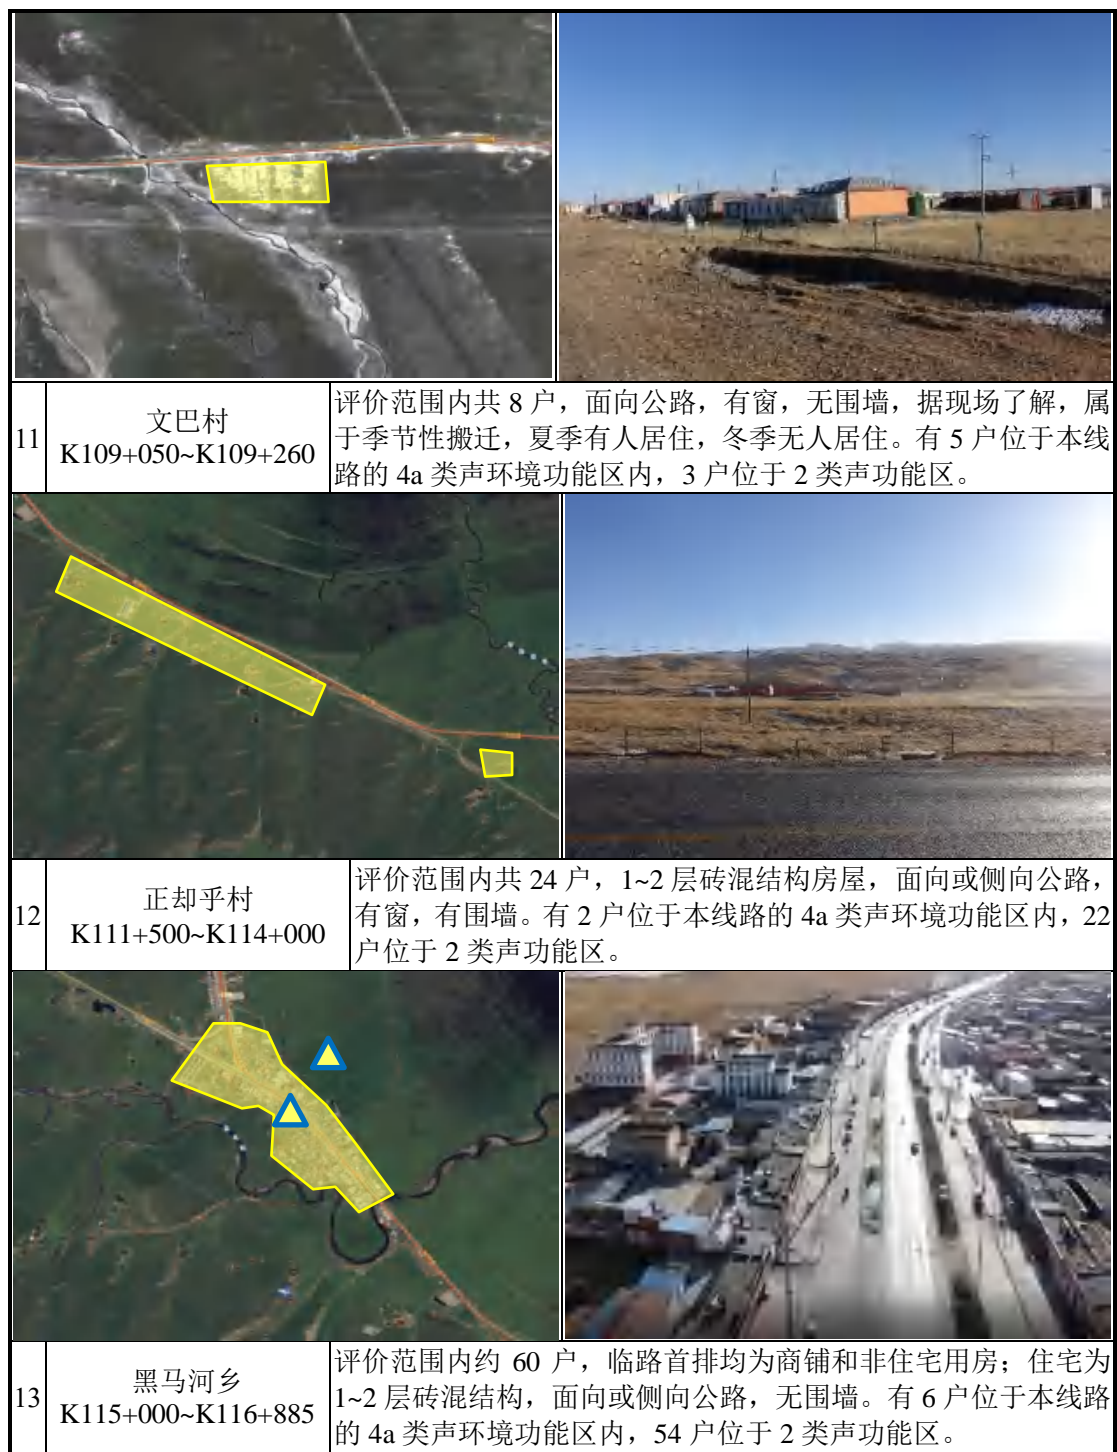 11
文巴村
K109+050~K109+260
评价范围内共 8 户，面向公路，有窗，无围墙，据现场了解，属
于季节性搬迁，夏季有人居住，冬季无人居住。有 5 户位于本线
路的 4a 类声环境功能区内，3 户位于 2 类声功能区。
12
正却乎村
K111+500~K114+000
评价范围内共 24 户，1~2 层砖混结构房屋，面向或侧向公路，
有窗，有围墙。有 2 户位于本线路的 4a 类声环境功能区内，22
户位于 2 类声功能区。
13
黑马河乡
K115+000~K116+885
评价范围内约 60 户，临路首排均为商铺和非住宅用房；住宅为
1~2 层砖混结构，面向或侧向公路，无围墙。有 6 户位于本线路
的 4a 类声环境功能区内，54 户位于 2 类声功能区。